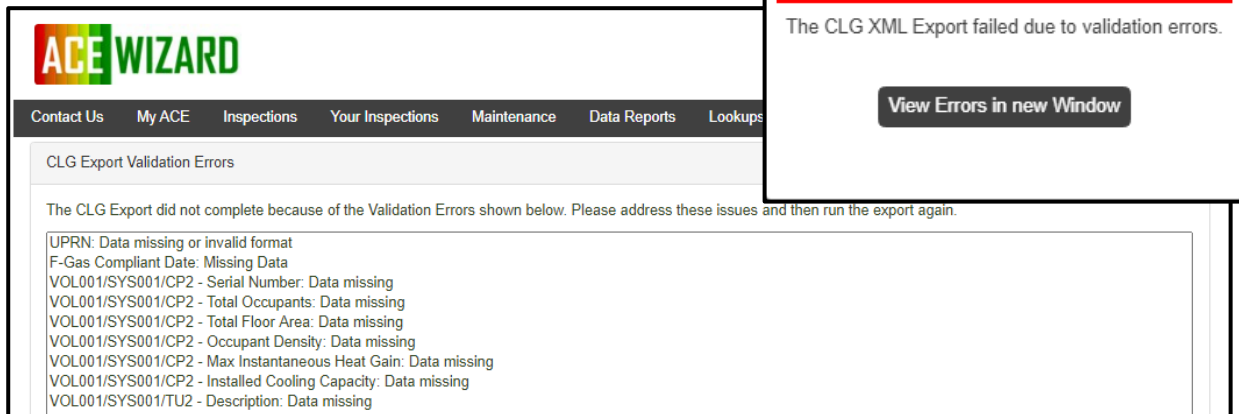 The CLG XML Export failed due to validation errors.
View Errors in new Window
ACE WIZARD
Contact Us My ACE Inspections Your Inspections Maintenance Data Reports Lookups
CLG Export Validation Errors
The CLG Export did not complete because of the Validation Errors shown below. Please address these issues and then run the export again.
UPRN: Data missing or invalid format
F-Gas Compliant Date: Missing Data
VOL001/SYS001/CP2 - Serial Number: Data missing
VOL001/SYS001/CP2 - Total Occupants: Data missing
VOL001/SYS001/CP2 - Total Floor Area: Data missing
VOL001/SYS001/CP2 - Occupant Density: Data missing
VOL001/SYS001/CP2 - Max Instantaneous Heat Gain: Data missing
VOL001/SYS001/CP2 - Installed Cooling Capacity: Data missing
VOL001/SYS001/TU2 - Description: Data missing